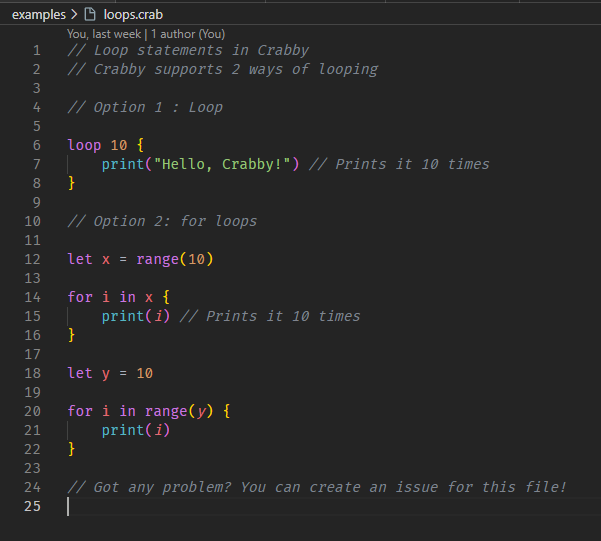 examples > loops.crab
You, last week | 1 author (You)
1 // Loop statements in Crabby
2 // Crabby supports 2 ways of looping
3
4 // Option 1 : Loop
5
6 loop 10 {
7     print("Hello, Crabby!") // Prints it 10 times
8 }
9
10 // Option 2: for loops
11
12 let x = range(10)
13
14 for i in x {
15     print(i) // Prints it 10 times
16 }
17
18 let y = 10
19
20 for i in range(y) {
21     print(i)
22 }
23
24 // Got any problem? You can create an issue for this file!
25